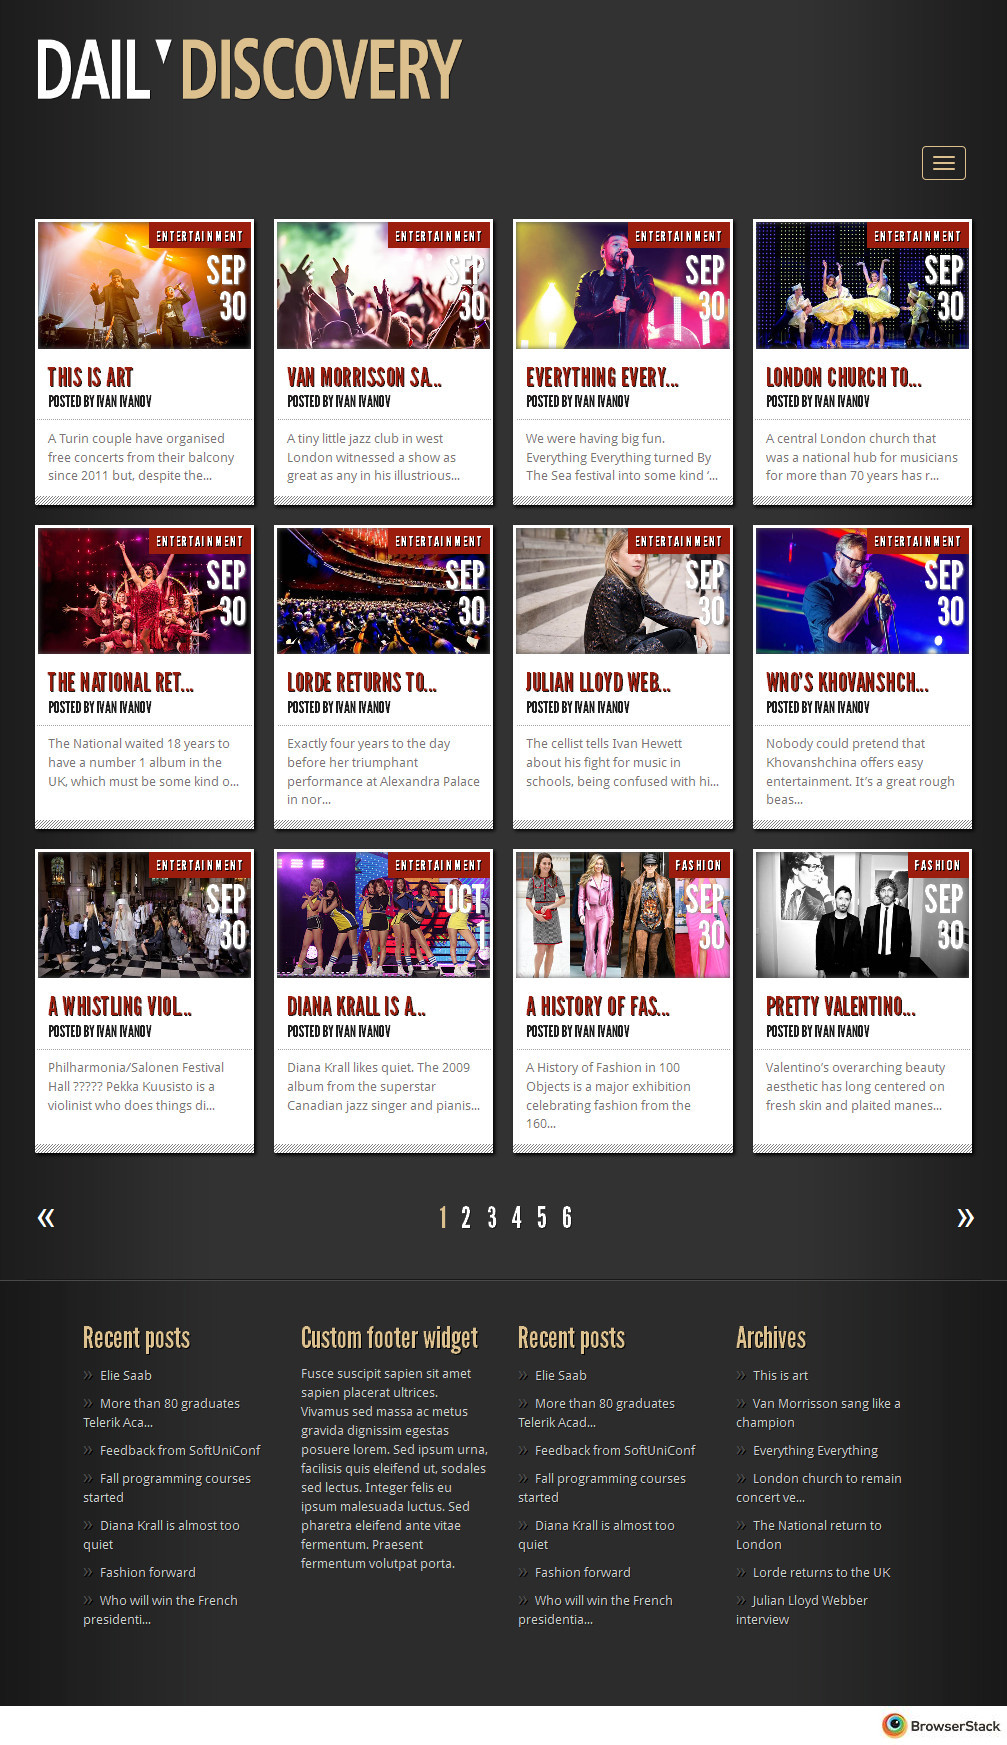 DAIL'DISCOVERY
ENTERTAINMENT
SEP
30
THIS IS ART
POSTED BY IVAN IVANOV
A Turin couple have organised
free concerts from their balcony
since 2011 but, despite the...
ENTERTAINMENT
SEP
30
VAN MORRISSON SA...
POSTED BY IVAN IVANOV
A tiny little jazz club in west
London witnessed a show as
great as any in his illustrious...
ENTERTAINMENT
SEP
30
EVERYTHING EVERY...
POSTED BY IVAN IVANOV
We were having big fun.
Everything Everything turned By
The Sea festival into some kind '...
ENTERTAINMENT
SEP
30
LONDON CHURCH TO...
POSTED BY IVAN IVANOV
A central London church that
was a national hub for musicians
for more than 70 years has r...
ENTERTAINMENT
SEP
30
THE NATIONAL RET...
POSTED BY IVAN IVANOV
The National waited 18 years to
have a number 1 album in the
UK, which must be some kind o...
ENTERTAINMENT
SEP
30
LORDE RETURNS TO...
POSTED BY IVAN IVANOV
Exactly four years to the day
before her triumphant
performance at Alexandra Palace
in nor...
ENTERTAINMENT
SEP
30
JULIAN LLOYD WEB...
POSTED BY IVAN IVANOV
The cellist tells Ivan Hewett
about his fight for music in
schools, being confused with hi...
ENTERTAINMENT
SEP
30
WNO'S KHOVANSHCH...
POSTED BY IVAN IVANOV
Nobody could pretend that
Khovanshchina offers easy
entertainment. It's a great rough
beas...
ENTERTAINMENT
SEP
30
A WHISTLING VIOL...
POSTED BY IVAN IVANOV
Philharmonia/Salonen Festival
Hall ????? Pekka Kuusisto is a
violinist who does things di...
ENTERTAINMENT
OCT
1
DIANA KRALL IS A...
POSTED BY IVAN IVANOV
Diana Krall likes quiet. The 2009
album from the superstar
Canadian jazz singer and pianis...
FASHION
SEP
30
A HISTORY OF FAS...
POSTED BY IVAN IVANOV
A History of Fashion in 100
Objects is a major exhibition
celebrating fashion from the
160...
FASHION
SEP
30
PRETTY VALENTINO...
POSTED BY IVAN IVANOV
Valentino's overarching beauty
aesthetic has long centered on
fresh skin and plaited manes...
« 1 2 3 4 5 6 »
Recent posts
» Elie Saab
» More than 80 graduates
Telerik Aca...
» Feedback from SoftUniConf
» Fall programming courses
started
» Diana Krall is almost too
quiet
» Fashion forward
» Who will win the French
presidenti...
Custom footer widget
Fusce suscipit sapien sit amet
sapien placerat ultrices.
Vivamus sed massa ac metus
gravida dignissim egestas
posuere lorem. Sed ipsum urna,
facilisis quis eleifend ut, sodales
sed lectus. Integer felis eu
ipsum malesuada luctus. Sed
pharetra eleifend ante vitae
fermentum. Praesent
fermentum volutpat porta.
Recent posts
» Elie Saab
» More than 80 graduates
Telerik Acad...
» Feedback from SoftUniConf
» Fall programming courses
started
» Diana Krall is almost too
quiet
» Fashion forward
» Who will win the French
presidentia...
Archives
» This is art
» Van Morrisson sang like a
champion
» Everything Everything
» London church to remain
concert ve...
» The National return to
London
» Lorde returns to the UK
» Julian Lloyd Webber
interview
BrowserStack